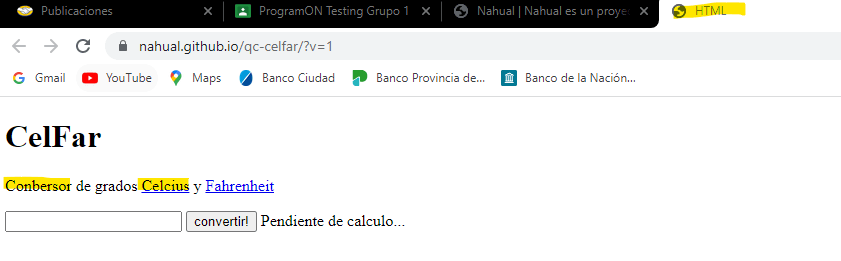 Publicaciones ProgramON Testing Grupo 1 Nahual | Nahual es un proye HTML
nahual.github.io/qc-celfar/?v=1
Gmail YouTube Maps Banco Ciudad Banco Provincia de... Banco de la Nación...
CelFar
Conbersor de grados Celcius y Fahrenheit
convertir! Pendiente de calculo...